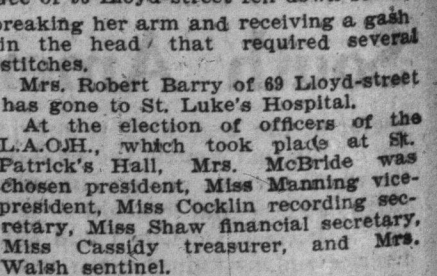 breaking her arm and receiving a gash
in the head that required several
stitches.
Mrs. Robert Barry of 69 Lloyd-street
has gone to St. Luke's Hospital.
At the election of officers of the
L.A.O.H., which took place at St.
Patrick's Hall, Mrs. McBride was
chosen president, Miss Manning vice-
president, Miss Cocklin recording sec-
retary, Miss Shaw financial secretary,
Miss Cassidy treasurer, and Mrs.
Walsh sentinel.